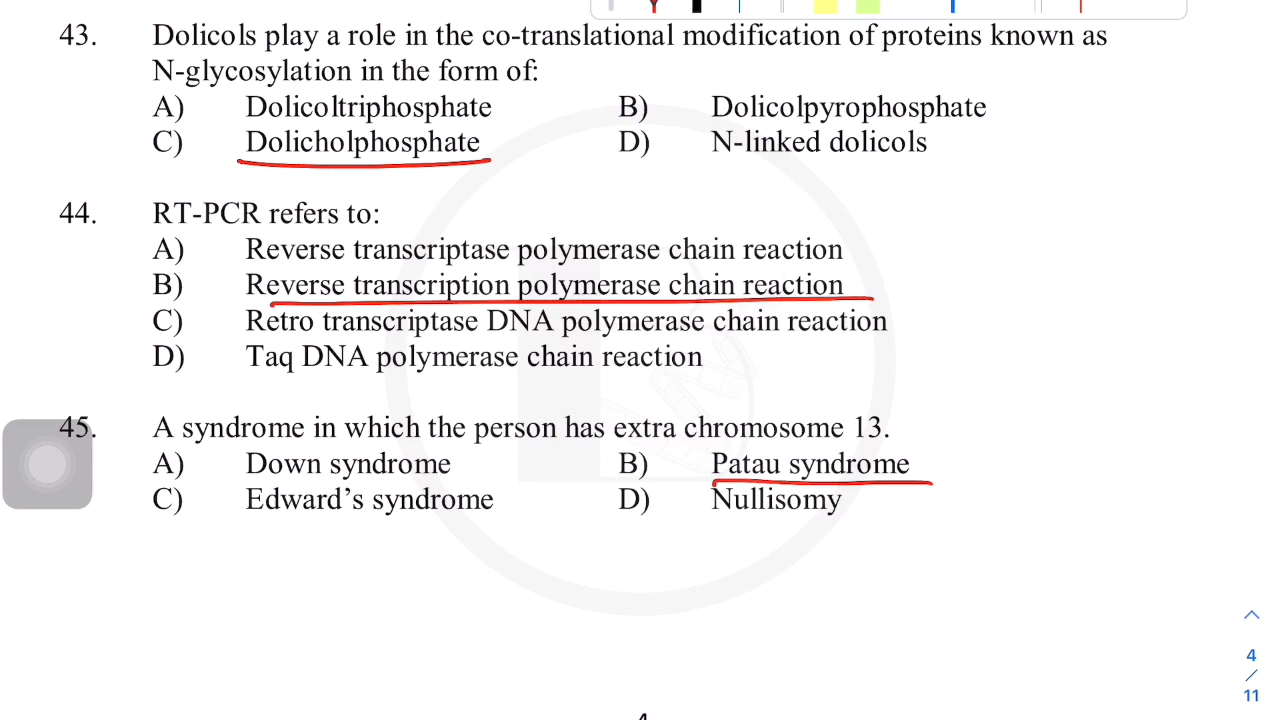 43. Dolicols play a role in the co-translational modification of proteins known as
N-glycosylation in the form of:
A) Dolicoltriphosphate B) Dolicolpyrophosphate
C) Dolicholphosphate D) N-linked dolicols
44. RT-PCR refers to:
A) Reverse transcriptase polymerase chain reaction
B) Reverse transcription polymerase chain reaction
C) Retro transcriptase DNA polymerase chain reaction
D) Taq DNA polymerase chain reaction
45. A syndrome in which the person has extra chromosome 13.
A) Down syndrome B) Patau syndrome
C) Edward’s syndrome D) Nullisomy
4
/
11
4